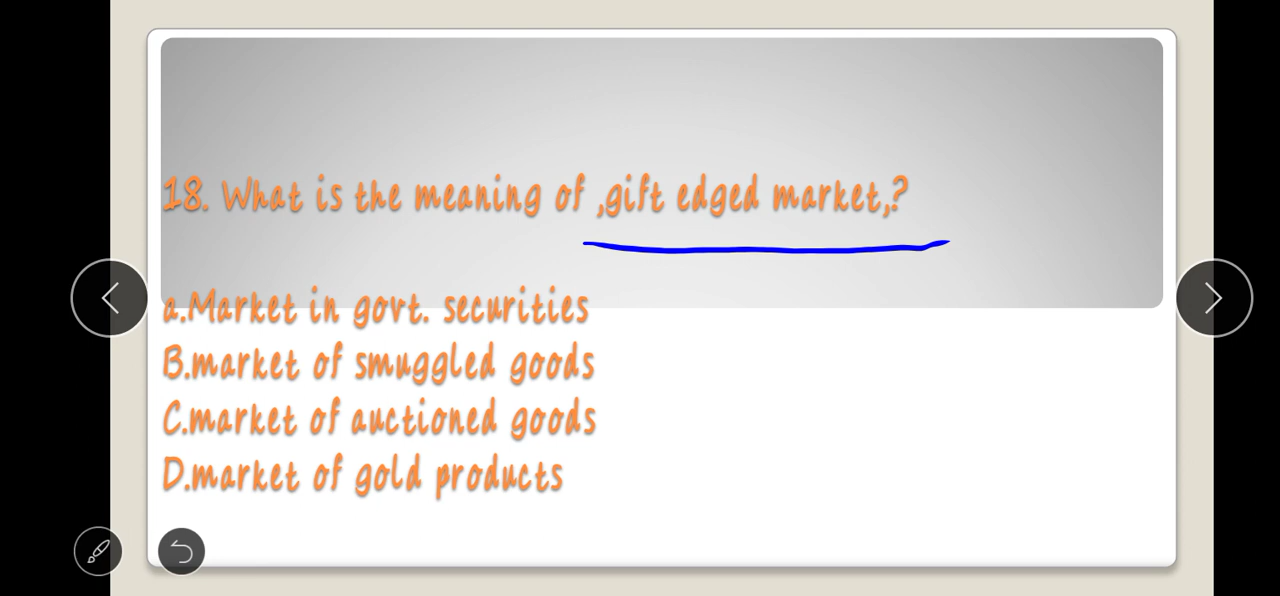 18. What is the meaning of ,gift edged market,?
a.Market in govt. securities
B.market of smuggled goods
C.market of auctioned goods
D.market of gold products